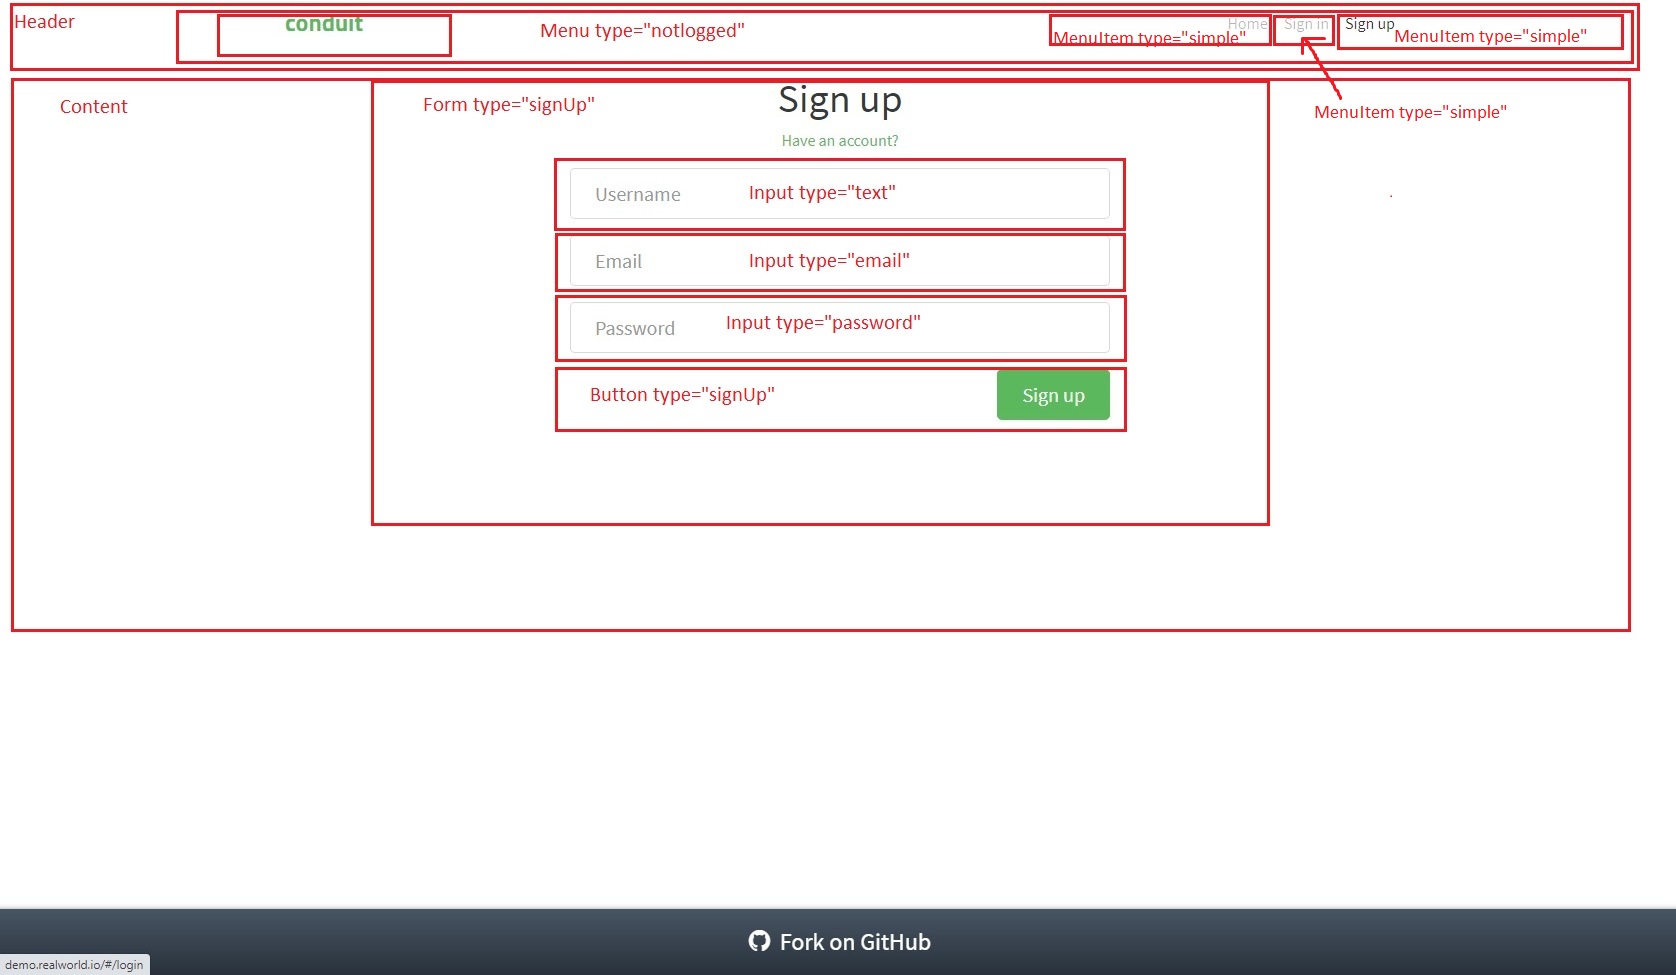 Header
conduit
Menu type="notlogged"
Home
MenuItem type="simple"
Sign in
Sign up
MenuItem type="simple"
MenuItem type="simple"
Content
Form type="signUp"
Sign up
Have an account?
Username
Input type="text"
Email
Input type="email"
Password
Input type="password"
Button type="signUp"
Sign up
Fork on GitHub
demo.realworld.io/#/login